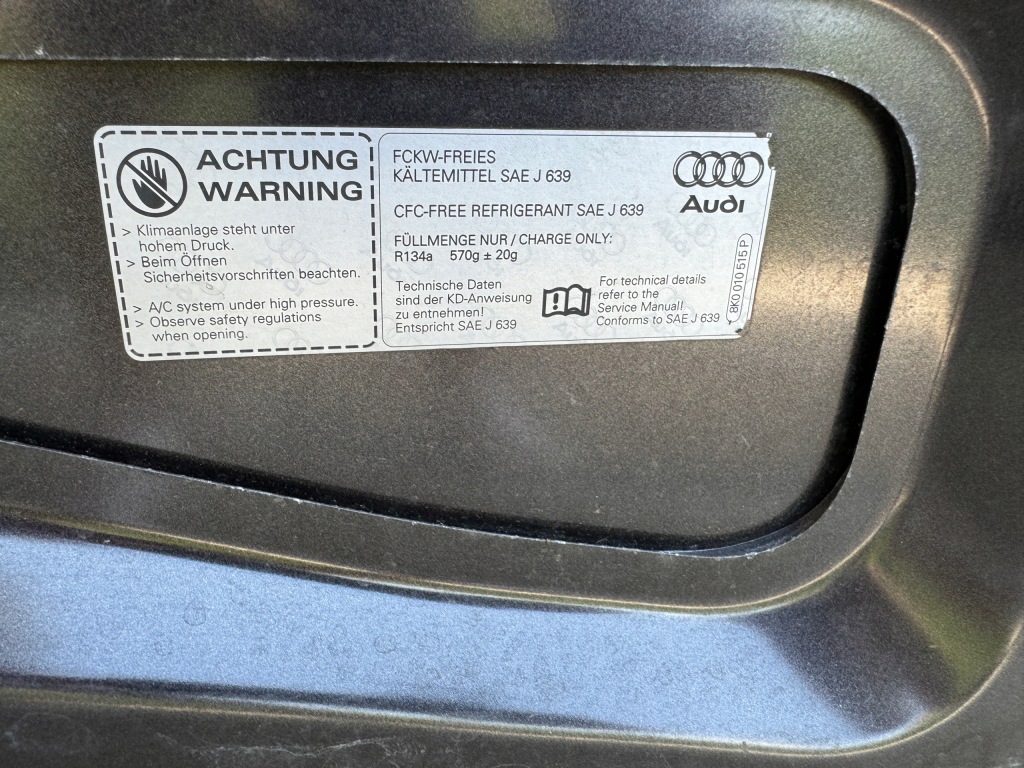 ACHTUNG
WARNING
> Klimaanlage steht unter
hohem Druck.
> Beim Öffnen
Sicherheitsvorschriften beachten.
> A/C system under high pressure.
> Observe safety regulations
when opening.
FCKW-FREIES
KÄLTEMITTEL SAE J 639
CFC-FREE REFRIGERANT SAE J 639
FÜLLMENGE NUR / CHARGE ONLY:
R134a 570g ± 20g
Technische Daten
sind der KD-Anweisung
zu entnehmen!
Entspricht SAE J 639
For technical details
refer to the
Service Manual!
Conforms to SAE J 639
Audi
8K0 010 515 P